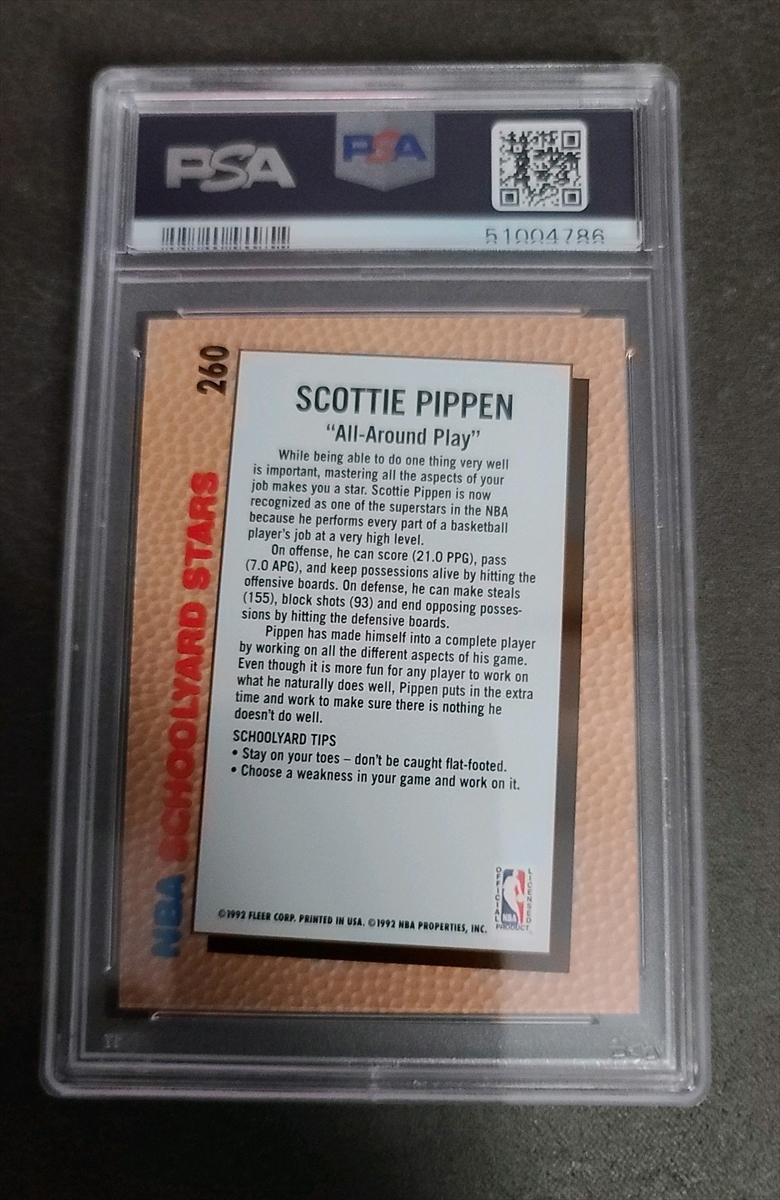 PSA
PSA
51004786
260
NBA SCHOOLYARD STARS
SCOTTIE PIPPEN
“All-Around Play”
While being able to do one thing very well
is important, mastering all the aspects of your
job makes you a star. Scottie Pippen is now
recognized as one of the superstars in the NBA
because he performs every part of a basketball
player's job at a very high level.
On offense, he can score (21.0 PPG), pass
(7.0 APG), and keep possessions alive by hitting the
offensive boards. On defense, he can make steals
(155), block shots (93) and end opposing posses-
sions by hitting the defensive boards.
Pippen has made himself into a complete player
by working on all the different aspects of his game.
Even though it is more fun for any player to work on
what he naturally does well, Pippen puts in the extra
time and work to make sure there is nothing he
doesn't do well.
SCHOOLYARD TIPS
• Stay on your toes – don't be caught flat-footed.
• Choose a weakness in your game and work on it.
OFFICIAL
LICENSED
NBA
PRODUCT
©1992 FLEER CORP. PRINTED IN USA. ©1992 NBA PROPERTIES, INC.
PSA